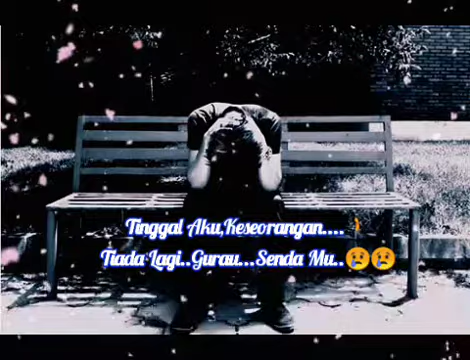 Tinggal Aku,Keseorangan....
Tiada Lagi..Gurau...Senda Mu..😢😢